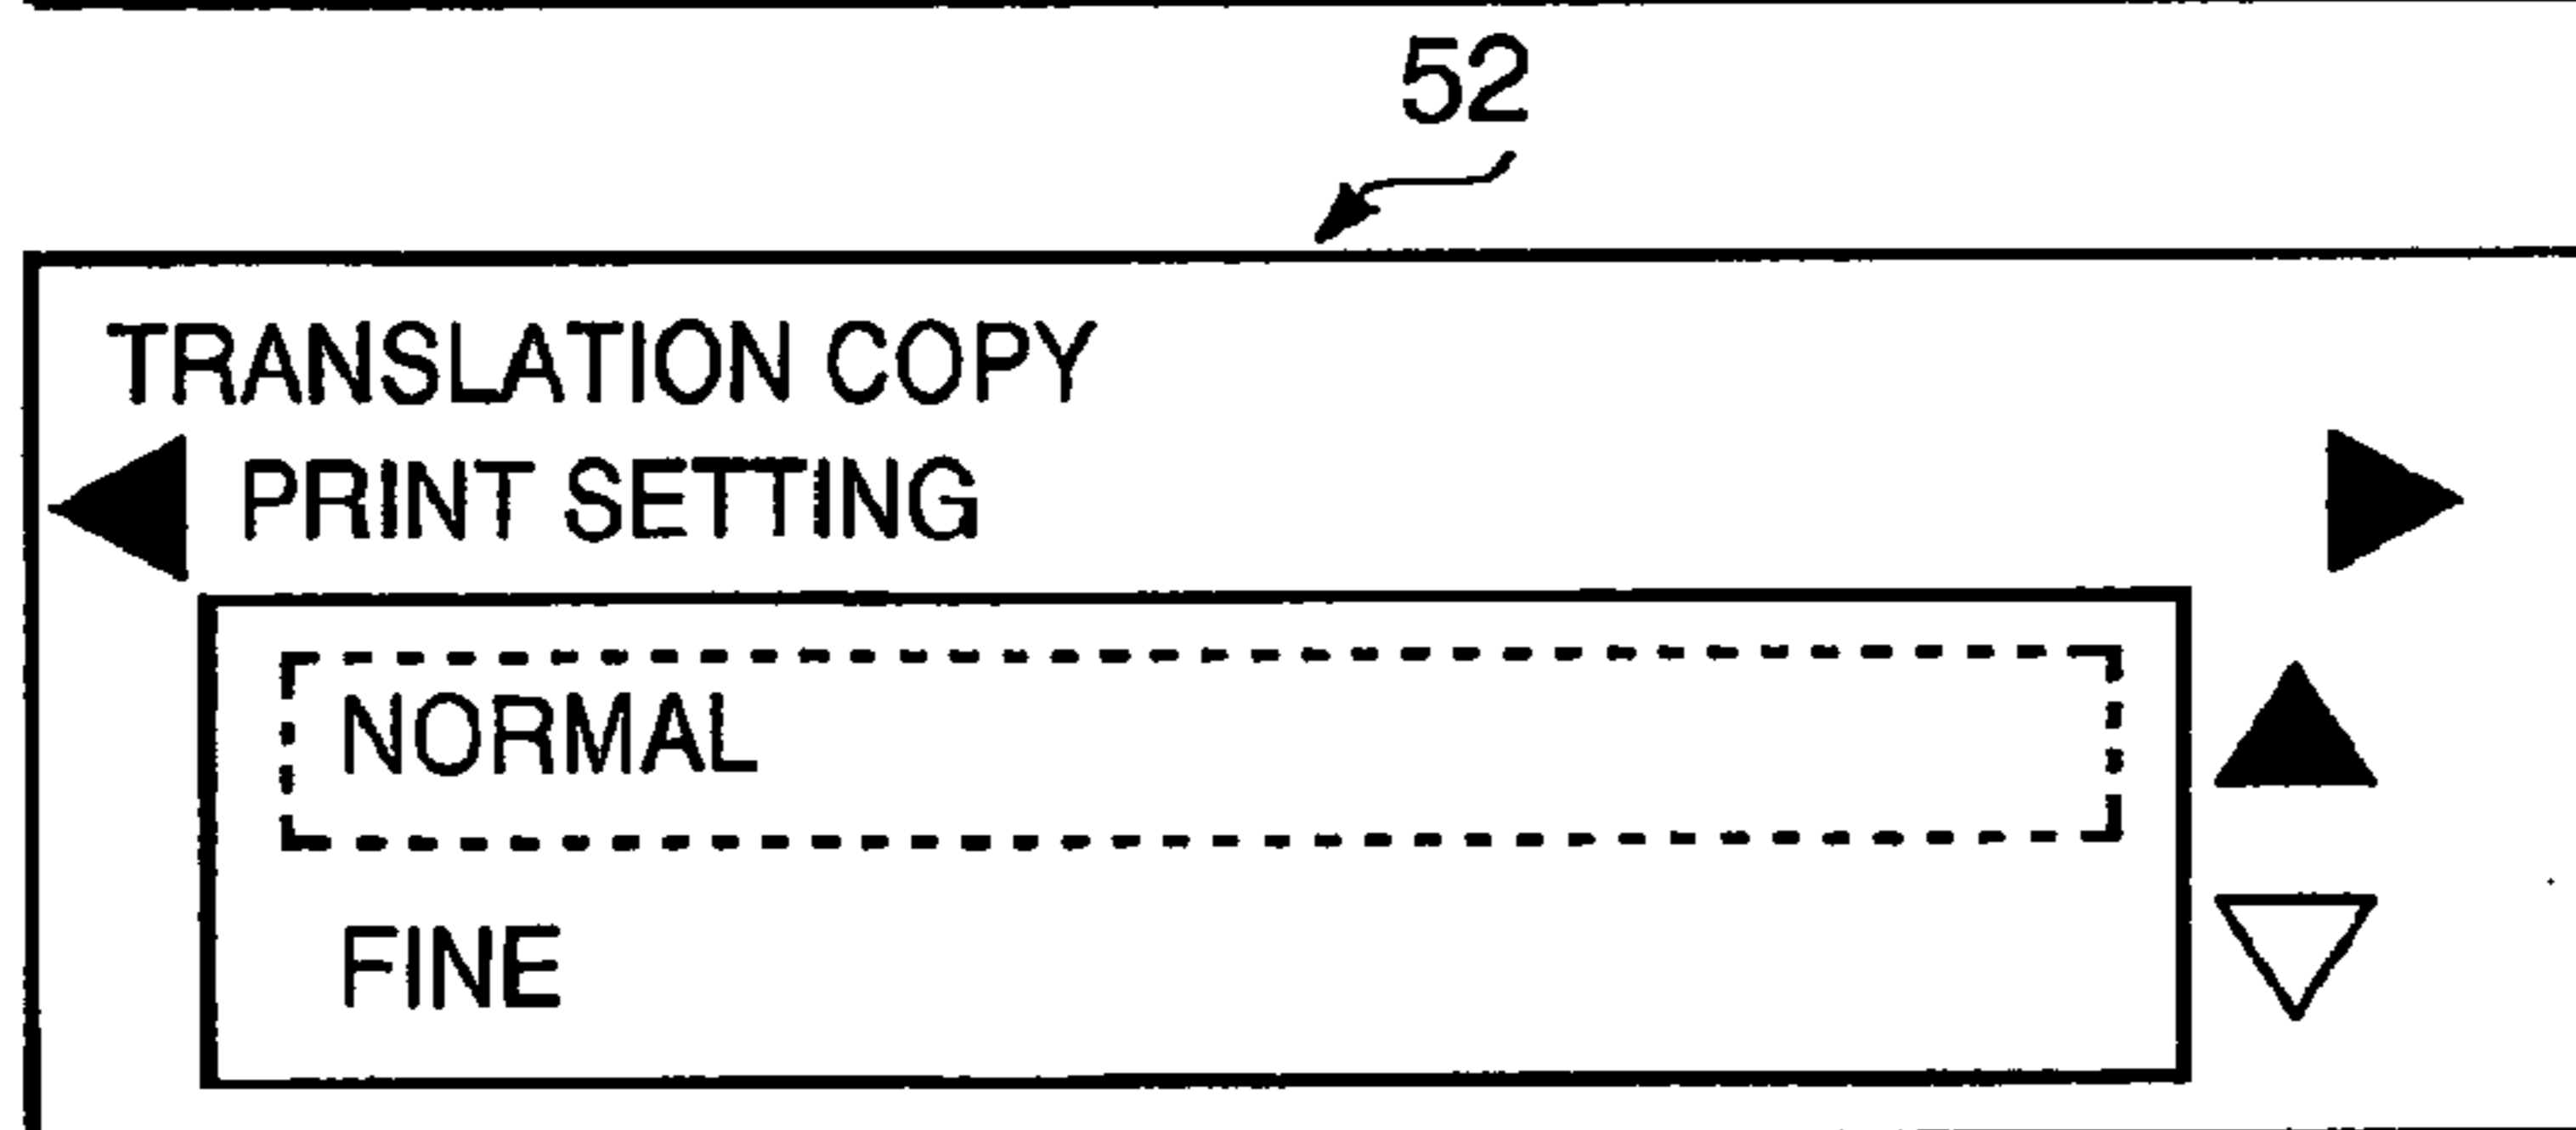 52
TRANSLATION COPY
PRINT SETTING
NORMAL
FINE